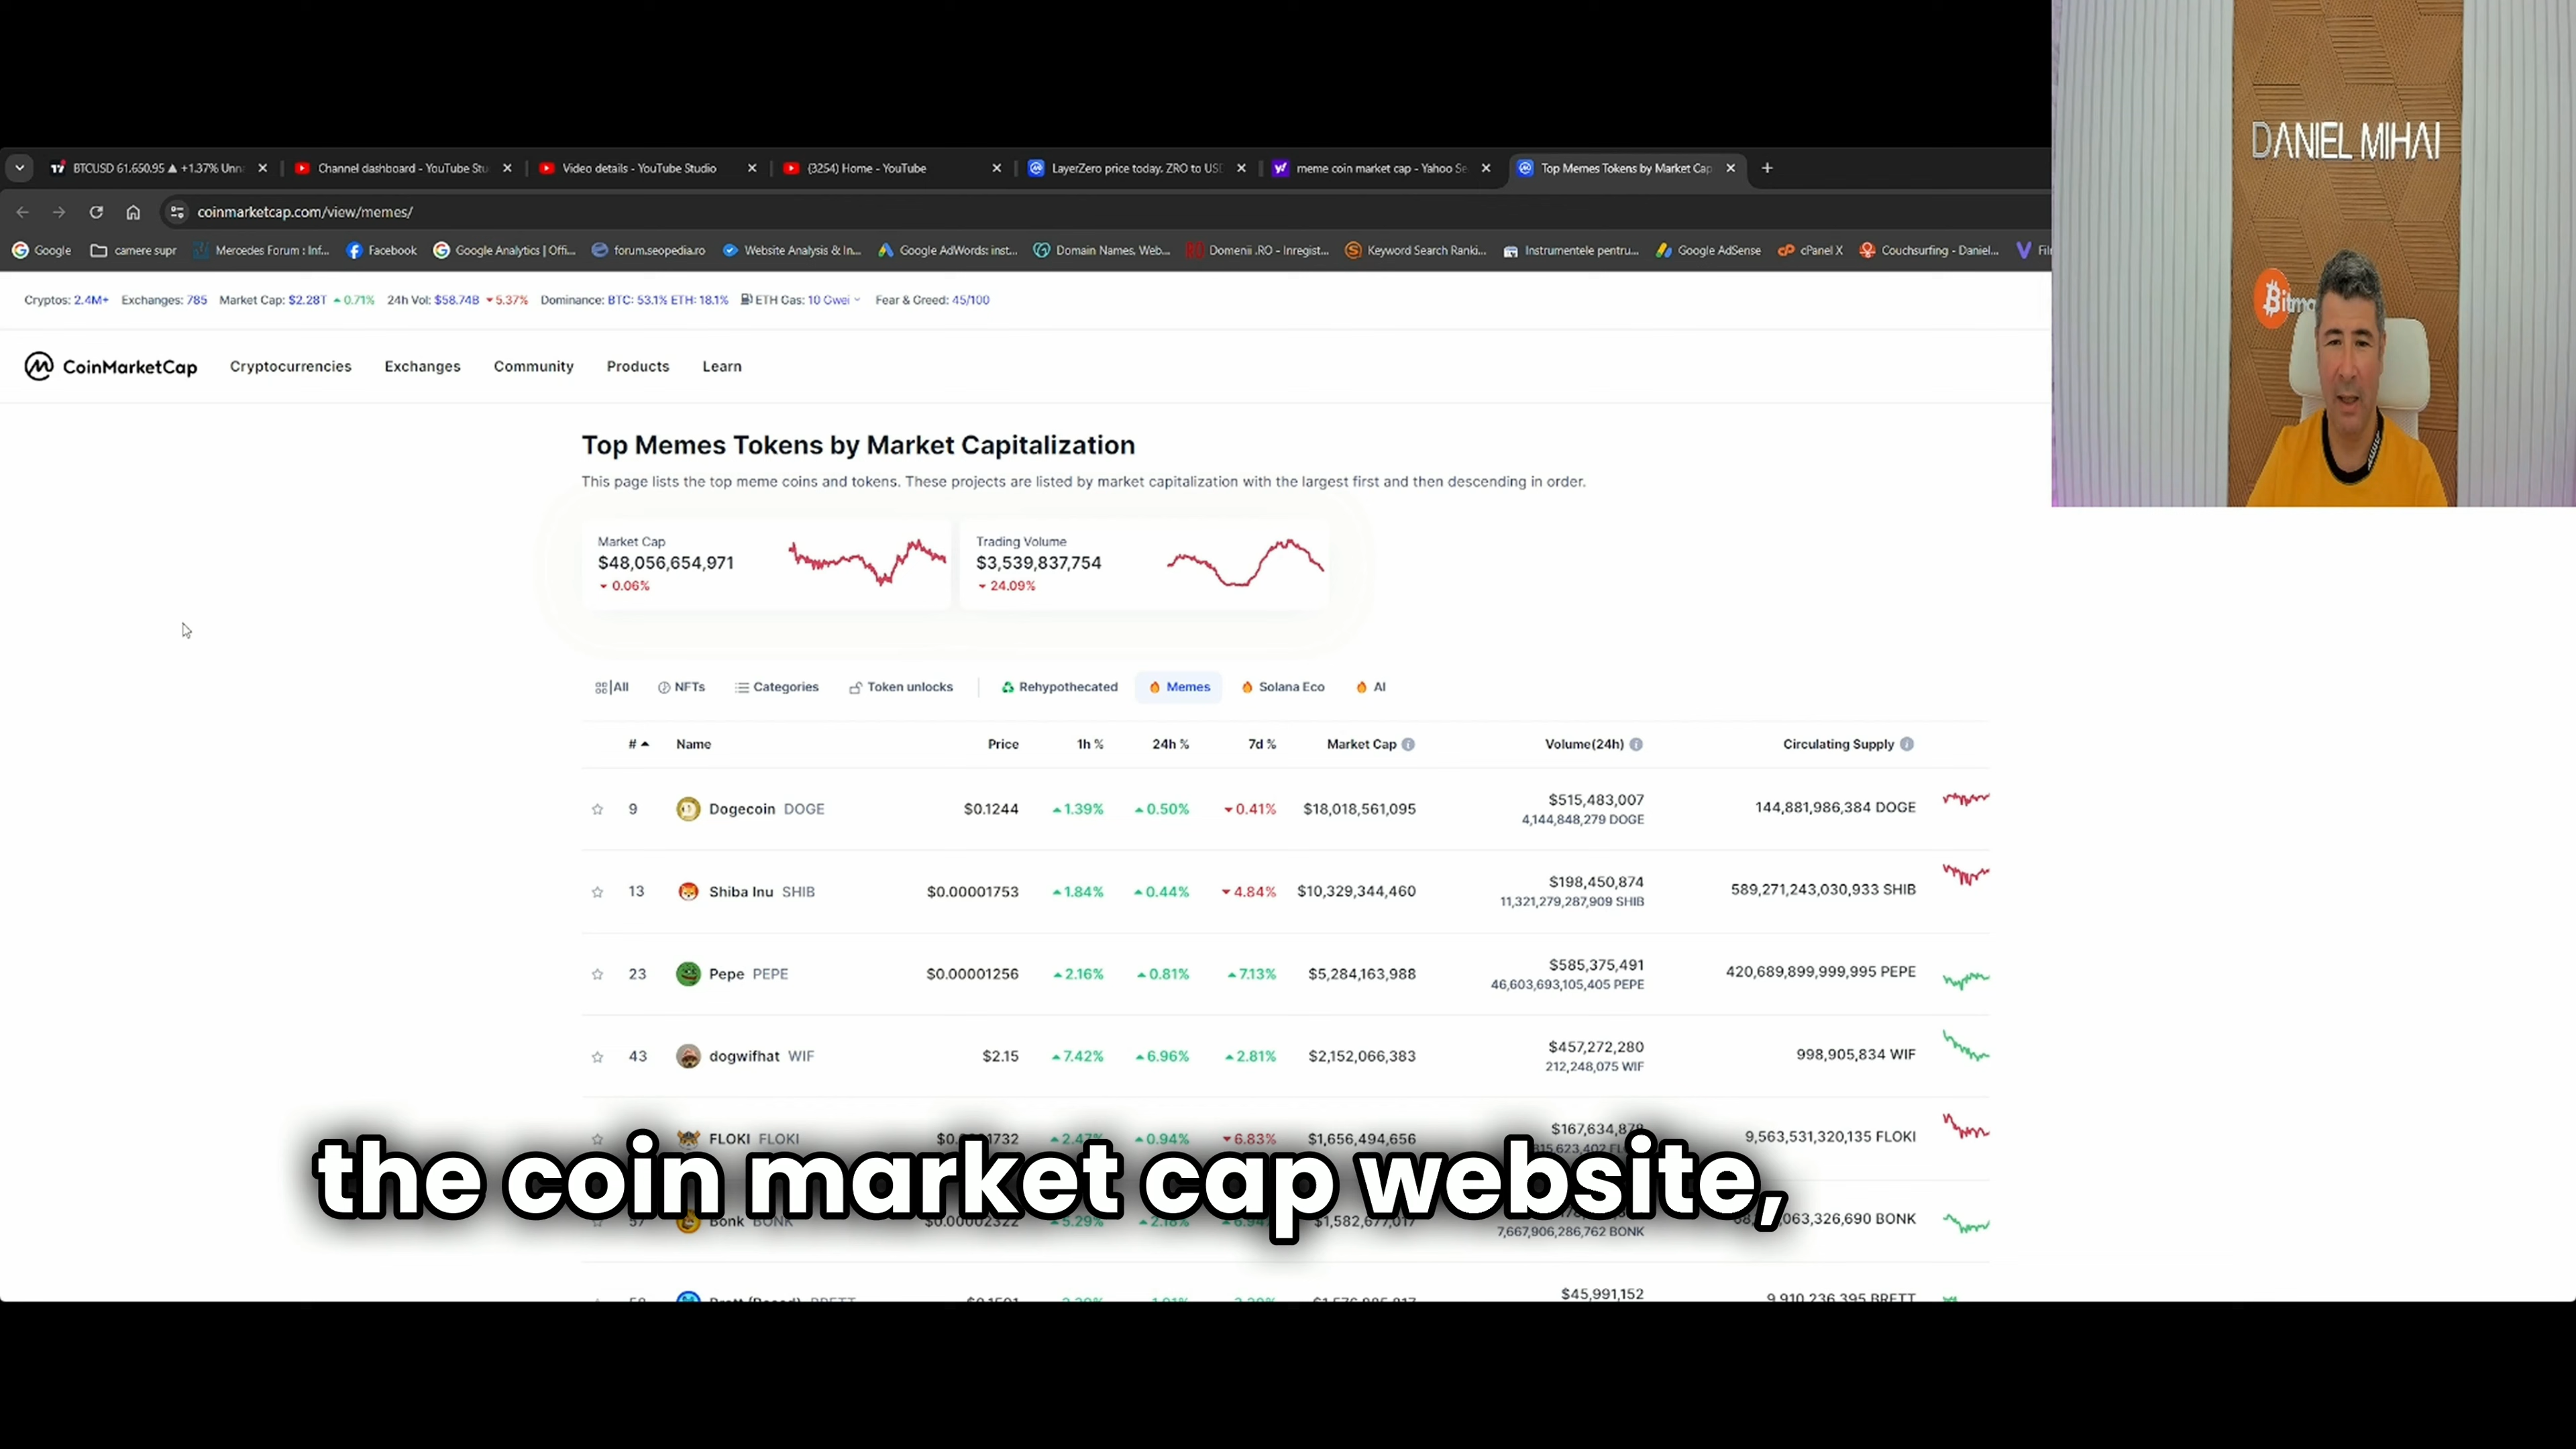 BTCUSD 61.650.95 ▲ +1.37% Unn
Channel dashboard - YouTube Stu
Video details - YouTube Studio
(3254) Home - YouTube
LayerZero price today, ZRO to US
meme coin market cap - Yahoo Se
Top Memes Tokens by Market Cap
DANIEL MIHAI
coinmarketcap.com/view/memes/
Google
camere supr
Mercedes Forum : Inf...
Facebook
Google Analytics | Offi...
forum.seopedia.ro
Website Analysis & In...
Google AdWords: inst...
Domain Names, Web...
Domenii .RO - Inregist...
Keyword Search Ranki...
Instrumentele pentru...
Google AdSense
cPanel X
Couchsurfing - Daniel...
Cryptos: 2.4M+ Exchanges: 785 Market Cap: $2.28T ▲ 0.71% 24h Vol: $58.74B ▼ 5.37% Dominance: BTC: 53.1% ETH: 18.1% ETH Gas: 10 Gwei Fear & Greed: 45/100
CoinMarketCap Cryptocurrencies Exchanges Community Products Learn
Top Memes Tokens by Market Capitalization
This page lists the top meme coins and tokens. These projects are listed by market capitalization with the largest first and then descending in order.
Market Cap
$48,056,654,971
▼ 0.06%
Trading Volume
$3,539,837,754
▼ 24.09%
All NFTs Categories Token unlocks Rehypothecated Memes Solana Eco AI
# Name Price 1h % 24h % 7d % Market Cap Volume(24h) Circulating Supply
9 Dogecoin DOGE $0.1244 ▲ 1.39% ▲ 0.50% ▼ 0.41% $18,018,561,095 $515,483,007 144,881,986,384 DOGE
4,144,848,279 DOGE
13 Shiba Inu SHIB $0.00001753 ▲ 1.84% ▲ 0.44% ▼ 4.84% $10,329,344,460 $198,450,874 589,271,243,030,933 SHIB
11,321,279,287,909 SHIB
23 Pepe PEPE $0.00001256 ▲ 2.16% ▲ 0.81% ▲ 7.13% $5,284,163,988 $585,375,491 420,689,899,999,995 PEPE
46,603,693,105,405 PEPE
43 dogwifhat WIF $2.15 ▲ 7.42% ▲ 6.96% ▲ 2.81% $2,152,066,383 $457,272,280 998,905,834 WIF
212,248,075 WIF
FLOKI FLOKI ▲ 0.94% ▼ 6.83% $1,656,494,656 9,563,531,320,135 FLOKI
the coin market cap website,
Bonk BONK
7,667,906,286,762 BONK
$45,991,152